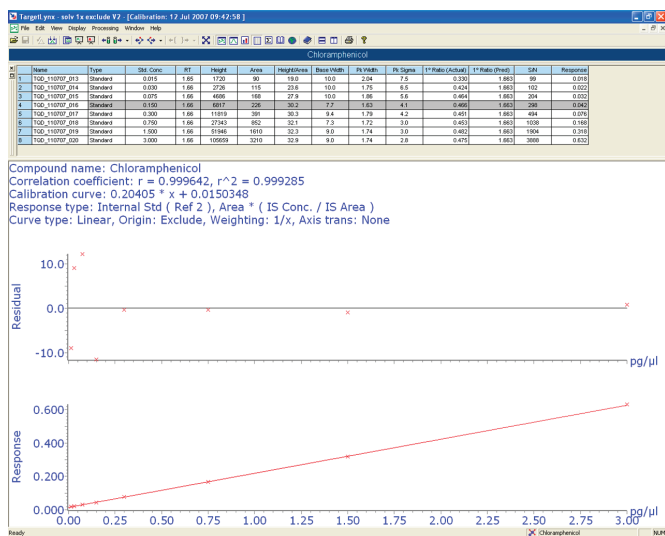 TargetLynx - solv 1x exclude V2 - [Calibration: 12 Jul 2007 09:42:58 ]
File Edit View Display Processing Window Help
Chloramphenicol
Name Type Std. Conc RT Height Area Height/Area Base Width Pk Width Pk Sigma 1° Ratio (Actual) 1° Ratio (Pred) S/N Response
1 TQD_110707_013 Standard 0.015 1.65 1720 90 19.0 10.0 2.04 7.5 0.330 1.663 99 0.018
2 TQD_110707_014 Standard 0.030 1.66 2726 115 23.6 10.0 1.75 6.5 0.424 1.663 102 0.022
3 TQD_110707_015 Standard 0.075 1.66 4686 168 27.9 10.0 1.86 5.6 0.464 1.663 204 0.032
4 TQD_110707_016 Standard 0.150 1.66 6817 226 30.2 7.7 1.63 4.1 0.466 1.663 298 0.042
5 TQD_110707_017 Standard 0.300 1.66 11819 391 30.3 9.4 1.79 4.2 0.451 1.663 494 0.076
6 TQD_110707_018 Standard 0.750 1.66 27343 852 32.1 7.3 1.72 3.0 0.453 1.663 1038 0.168
7 TQD_110707_019 Standard 1.500 1.66 51946 1610 32.3 9.0 1.74 3.0 0.482 1.663 1904 0.318
8 TQD_110707_020 Standard 3.000 1.66 105659 3210 32.9 9.0 1.74 2.8 0.475 1.663 3888 0.632
Compound name: Chloramphenicol
Correlation coefficient: r = 0.999642, r^2 = 0.999285
Calibration curve: 0.20405 * x + 0.0150348
Response type: Internal Std ( Ref 2 ), Area * ( IS Conc. / IS Area )
Curve type: Linear, Origin: Exclude, Weighting: 1/x, Axis trans: None
10.0
Residual
0.0
-10.0
pg/µl
0.600
0.400
Response
0.200
0.000
pg/µl
0.00 0.25 0.50 0.75 1.00 1.25 1.50 1.75 2.00 2.25 2.50 2.75 3.00
Ready Chloramphenicol NUM